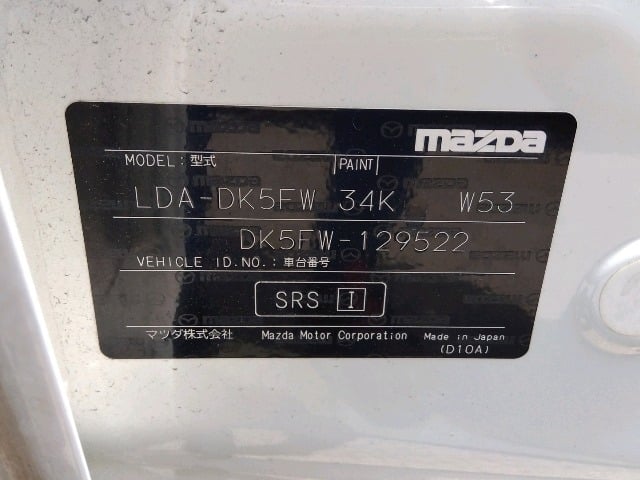 mazda
MODEL:型式 PAINT
LDA-DK5FW 34K W53
DK5FW-129522
VEHICLE ID.NO.:車台番号
SRS I
マツダ株式会社 Mazda Motor Corporation Made in Japan
(D10A)